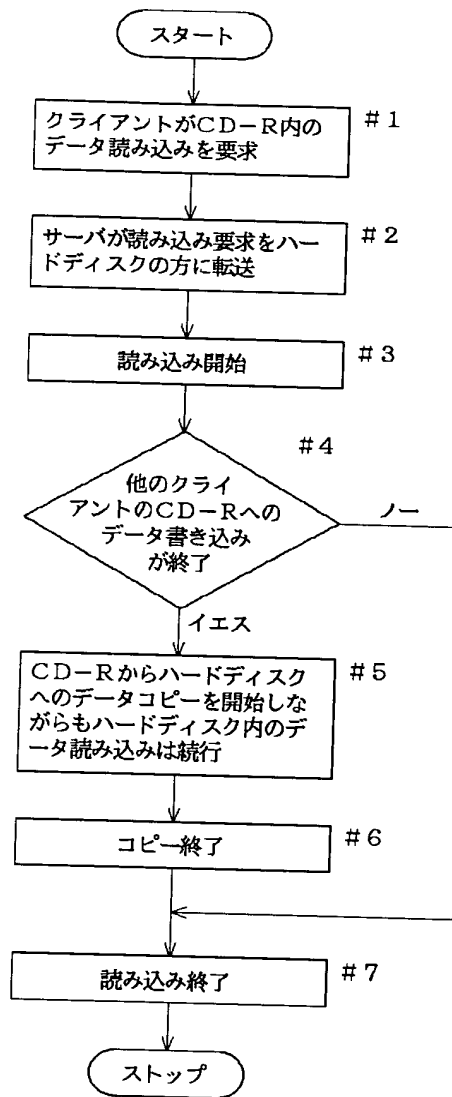 スタート
クライアントがCD-R内の
データ読み込みを要求
#1
サーバが読み込み要求をハー
ドディスクの方に転送
#2
読み込み開始
#3
#4
他のクライ
アントのCD-Rへの
データ書き込み
が終了
ノー
イエス
CD-Rからハードディスク
へのデータコピーを開始しな
がらもハードディスク内のデ
ータ読み込みは続行
#5
コピー終了
#6
読み込み終了
#7
ストップ